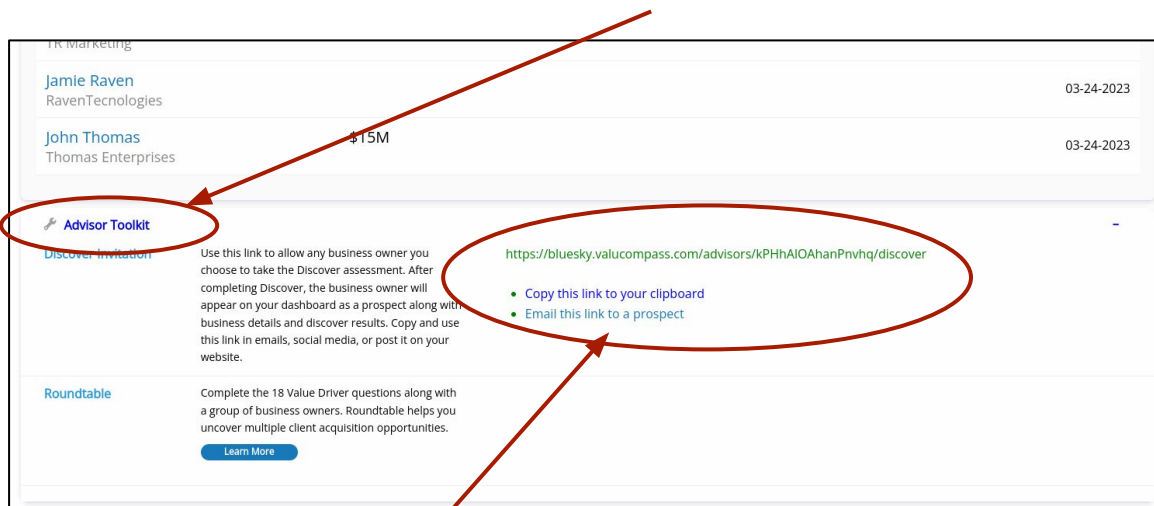 TR Marketing
Jamie Raven
RavenTecnologies
03-24-2023
John Thomas
$15M
Thomas Enterprises
03-24-2023
Advisor Toolkit
–
Discover Invitation
Use this link to allow any business owner you
choose to take the Discover assessment. After
completing Discover, the business owner will
appear on your dashboard as a prospect along with
business details and discover results. Copy and use
this link in emails, social media, or post it on your
website.
https://bluesky.valucompass.com/advisors/kPHhAIOAhanPnvhq/discover
• Copy this link to your clipboard
• Email this link to a prospect
Roundtable
Complete the 18 Value Driver questions along with
a group of business owners. Roundtable helps you
uncover multiple client acquisition opportunities.
Learn More